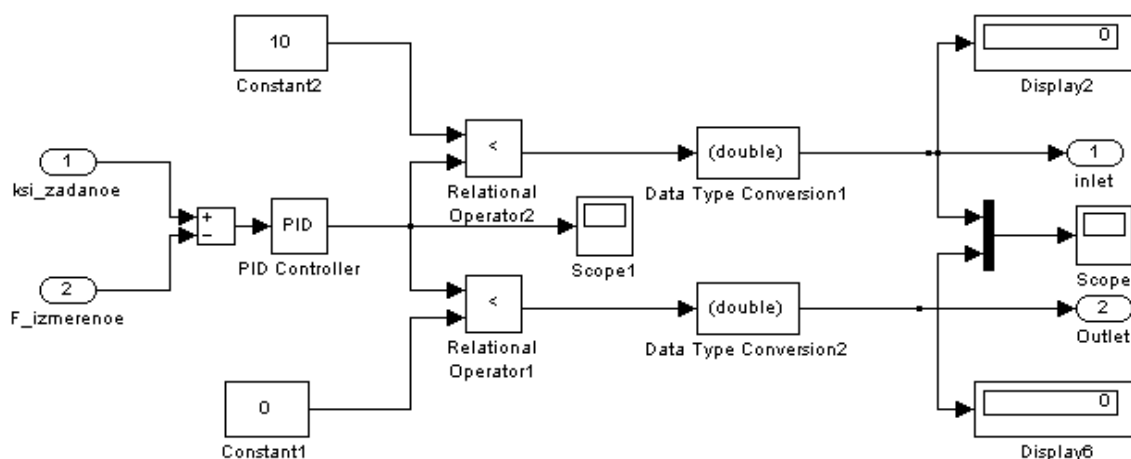 10
Constant2
0
Display2
1
ksi_zadanoe
<
Relational
Operator2
(double)
Data Type Conversion1
1
inlet
+
−
PID
PID Controller
Scope1
Scope
2
F_izmerenoe
<
Relational
Operator1
(double)
Data Type Conversion2
2
Outlet
0
Constant1
0
Display6